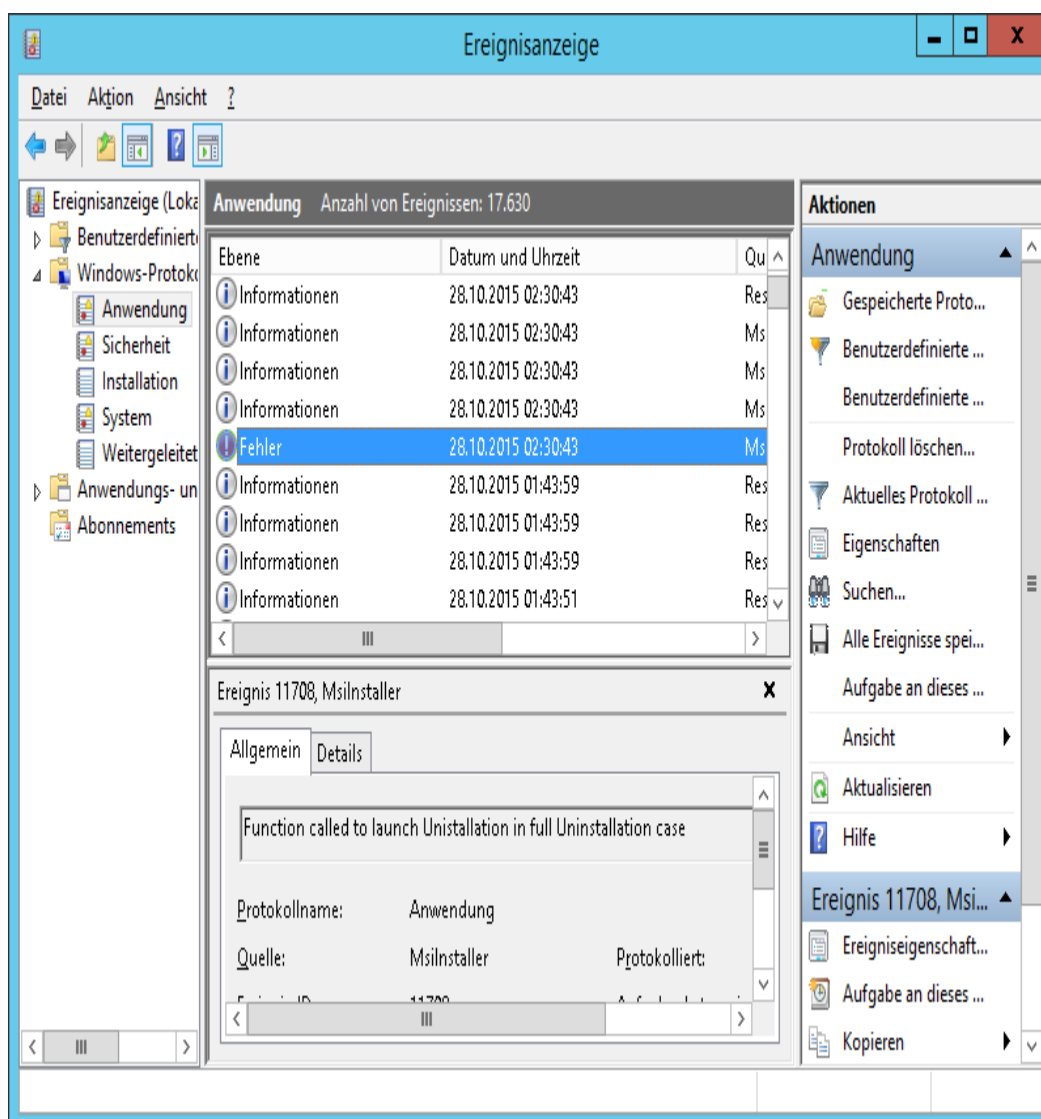 Ereignisanzeige
Datei Aktion Ansicht ?
Ereignisanzeige (Loka
Benutzerdefinierte
Windows-Protoko
Anwendung
Sicherheit
Installation
System
Weitergeleitet
Anwendungs- un
Abonnements
Anwendung Anzahl von Ereignissen: 17.630
Ebene Datum und Uhrzeit Qu
Informationen 28.10.2015 02:30:43 Res
Informationen 28.10.2015 02:30:43 Ms
Informationen 28.10.2015 02:30:43 Ms
Informationen 28.10.2015 02:30:43 Ms
Fehler 28.10.2015 02:30:43 Ms
Informationen 28.10.2015 01:43:59 Res
Informationen 28.10.2015 01:43:59 Res
Informationen 28.10.2015 01:43:59 Res
Informationen 28.10.2015 01:43:51 Res
Ereignis 11708, MsiInstaller
Allgemein Details
Function called to launch Unistallation in full Uninstallation case
Protokollname: Anwendung
Quelle: MsiInstaller Protokolliert:
Aktionen
Anwendung
Gespeicherte Proto...
Benutzerdefinierte ...
Benutzerdefinierte ...
Protokoll löschen...
Aktuelles Protokoll ...
Eigenschaften
Suchen...
Alle Ereignisse spei...
Aufgabe an dieses ...
Ansicht
Aktualisieren
Hilfe
Ereignis 11708, Msi...
Ereigniseigenschaft...
Aufgabe an dieses ...
Kopieren